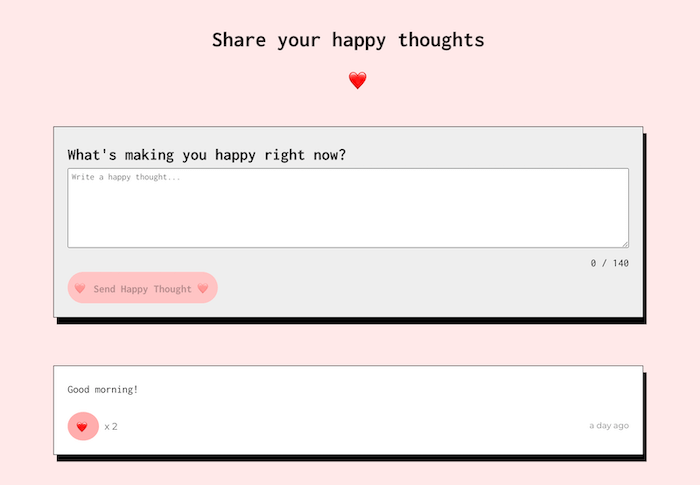 Share your happy thoughts
What's making you happy right now?
Write a happy thought...
0 / 140
Send Happy Thought
Good morning!
x 2
a day ago